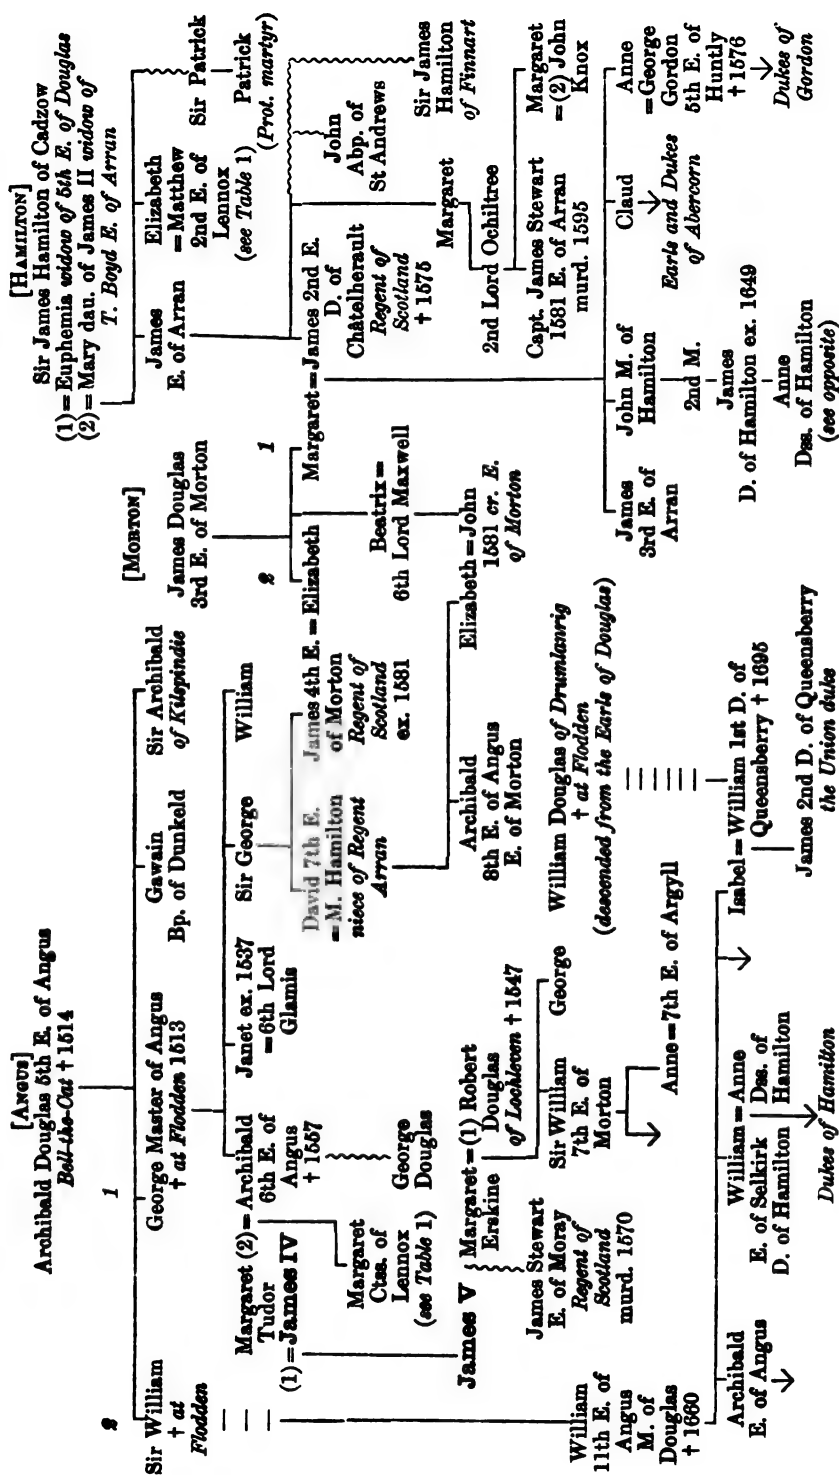 [ANGUS]
Archibald Douglas 5th E. of Angus
Bell-the-Cat † 1514
2
1
Sir William
† at
Flodden
George Master of Angus
† at Flodden 1513
Gawain
Bp. of Dunkeld
Sir Archibald
of Kilspindie
Margaret (2) = Archibald
Tudor
(1) = James IV
6th E. of
Angus
† 1557
Janet ex. 1537
= 6th Lord
Glamis
Sir George
William
Margaret
Ctss. of
Lennox
(see Table 1)
George
Douglas
David 7th E.
= M. Hamilton
niece of Regent
Arran
James 4th E. = Elizabeth
of Morton
Regent of
Scotland
ex. 1581
James V
Margaret = (1) Robert
Erskine
Douglas
of Lochleven † 1547
James Stewart
E. of Moray
Regent of
Scotland
murd. 1570
Sir William
7th E. of
Morton
George
Anne = 7th E. of Argyll
Archibald
8th E. of Angus
E. of Morton
Elizabeth = John
1581 cr. E.
of Morton
William Douglas of Drumlanrig
† at Flodden
(descended from the Earls of Douglas)
William
11th E. of
Angus
M. of
Douglas
† 1660
Archibald
E. of Angus
William = Anne
E. of Selkirk
D. of Hamilton
Dss. of
Hamilton
Dukes of Hamilton
Isabel = William 1st D. of
Queensberry † 1695
James 2nd D. of Queensberry
the Union duke
[MORTON]
James Douglas
3rd E. of Morton
2
1
Beatrix =
6th Lord Maxwell
[HAMILTON]
Sir James Hamilton of Cadzow
(1) = Euphemia widow of 5th E. of Douglas
(2) = Mary dau. of James II widow of
T. Boyd E. of Arran
James
E. of Arran
Elizabeth
= Matthew
2nd E. of
Lennox
(see Table 1)
Sir Patrick
Patrick
(Prot. martyr)
Margaret = James 2nd E.
D. of
Châtelherault
Regent of
Scotland
† 1575
John
Abp. of
St Andrews
Sir James
Hamilton
of Finnart
Margaret
2nd Lord Ochiltree
Capt. James Stewart
1581 E. of Arran
murd. 1595
Margaret
= (2) John
Knox
James
3rd E. of
Arran
John M. of
Hamilton
2nd M.
James
D. of Hamilton ex. 1649
Anne
Dss. of Hamilton
(see opposite)
Claud
Earls and Dukes
of Abercorn
Anne
= George
Gordon
5th E. of
Huntly
† 1576
Dukes of
Gordon